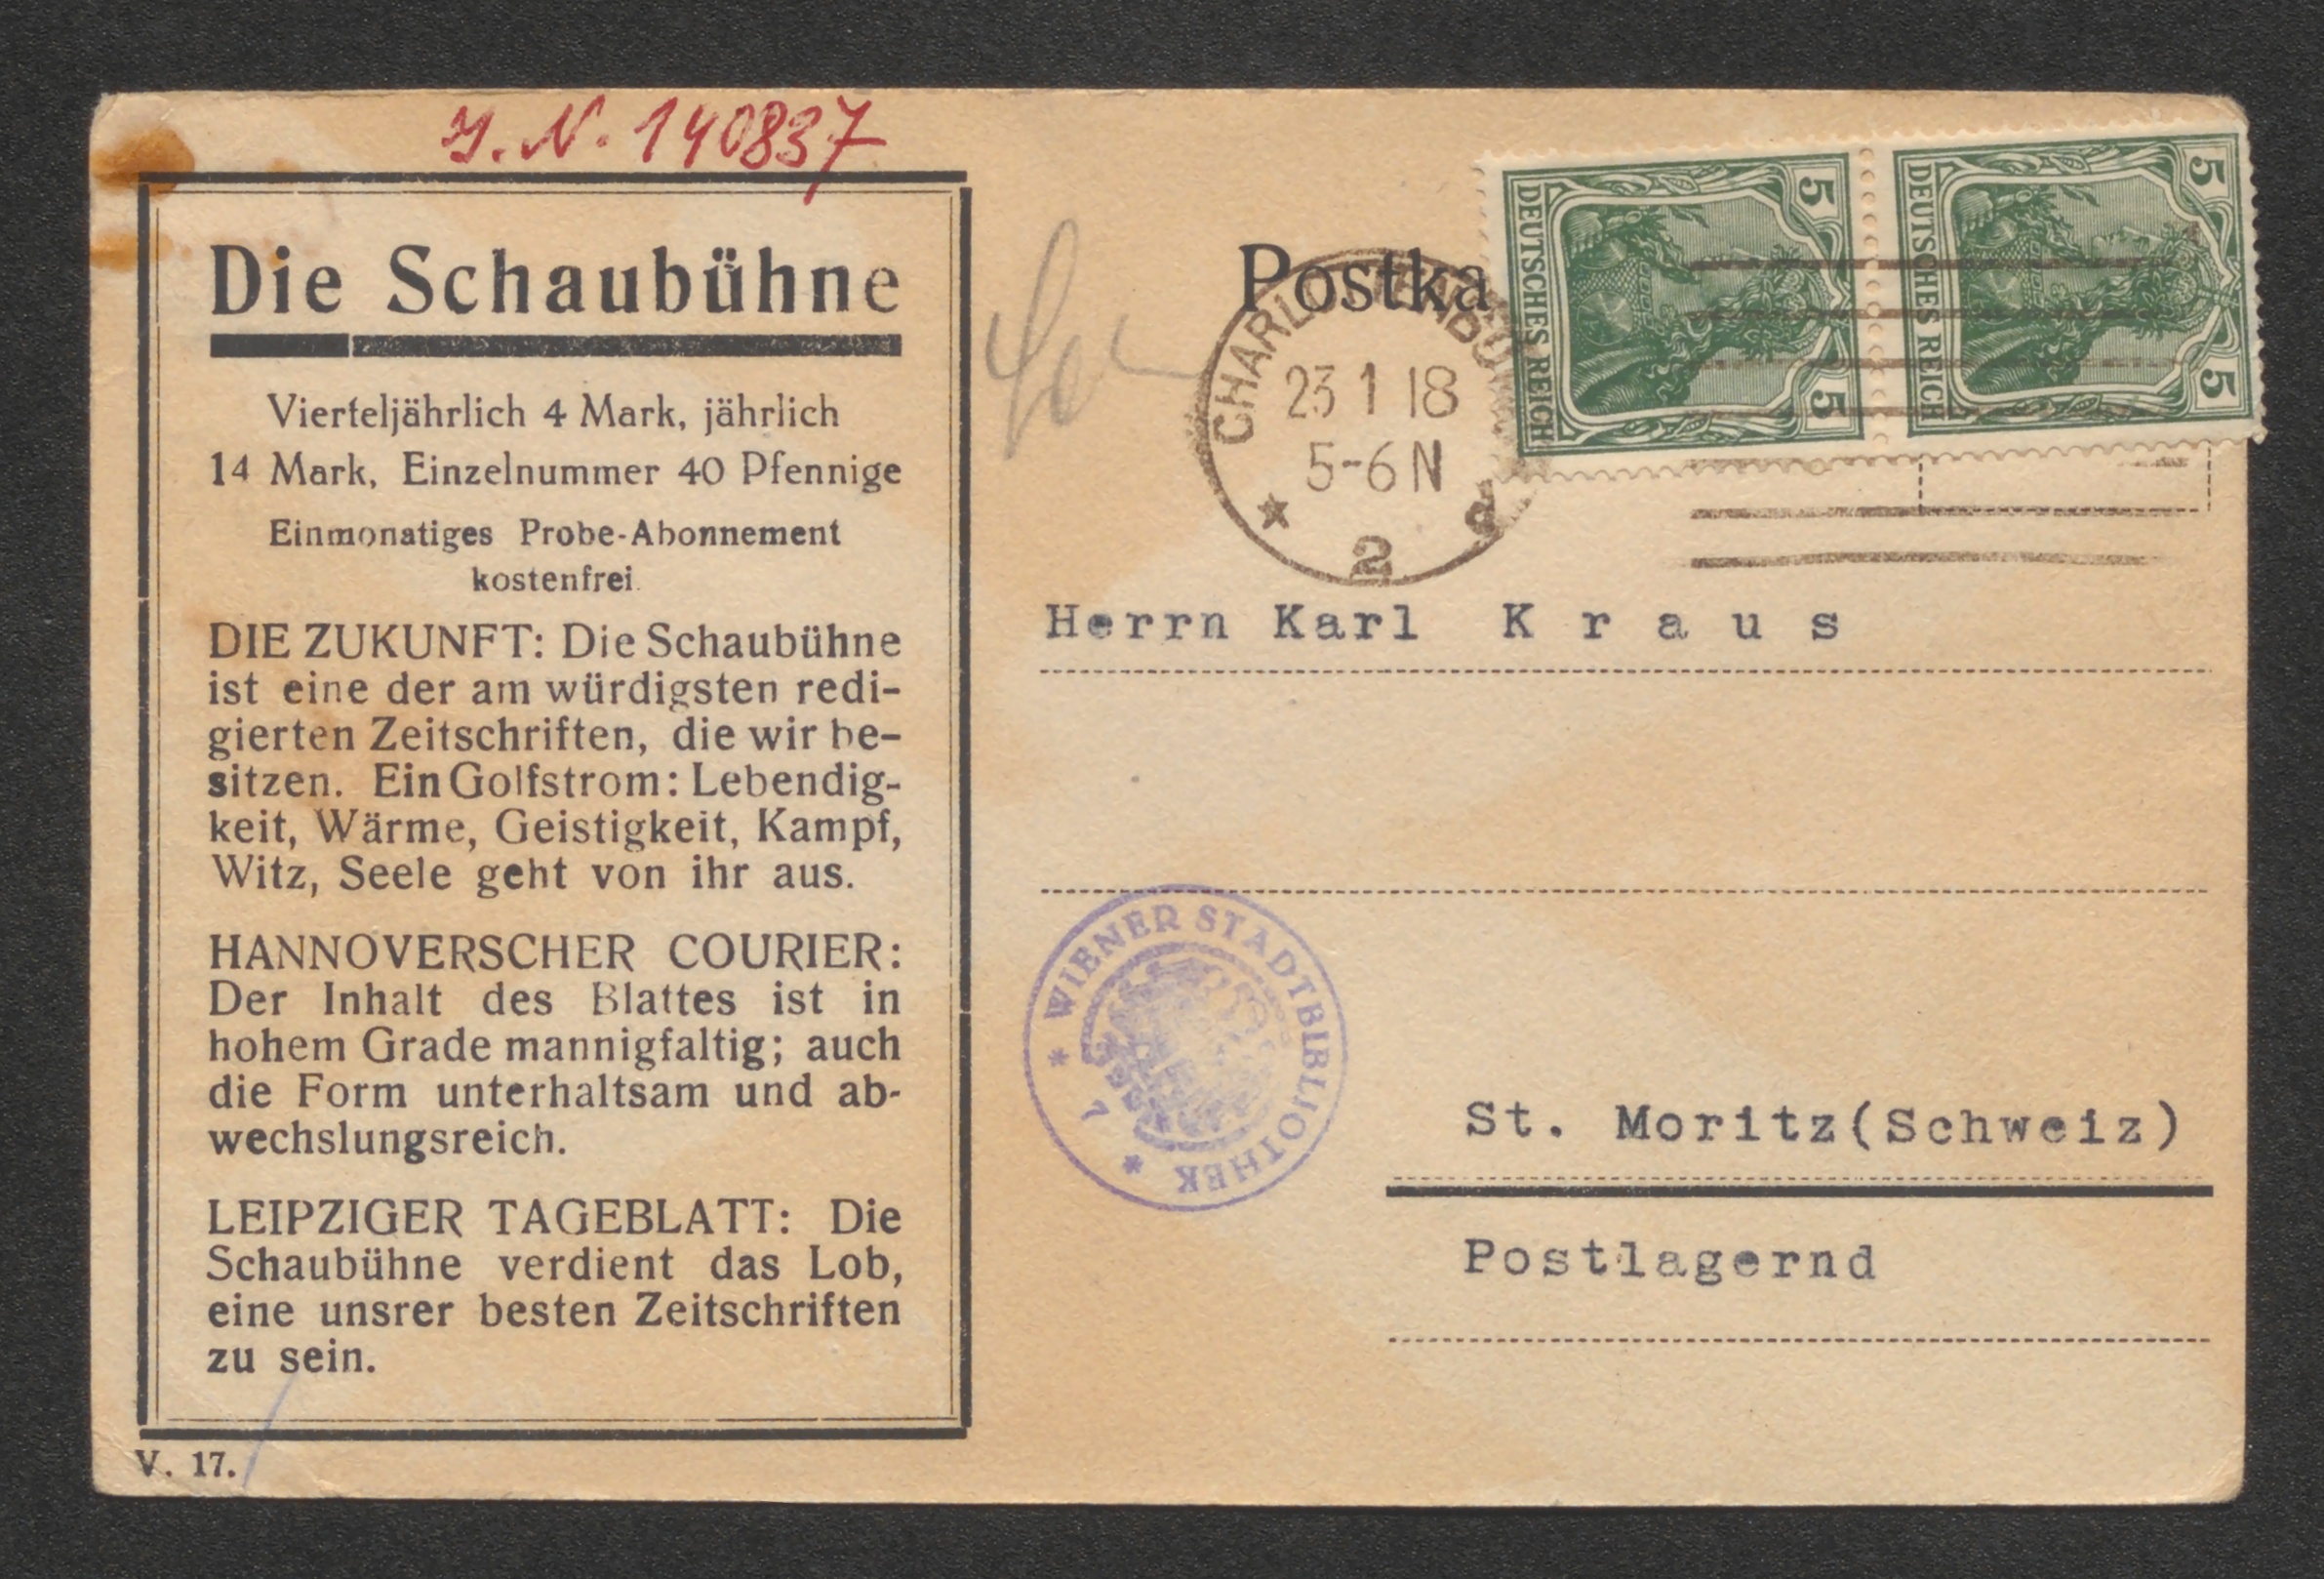 J. N. 140837
Die Schaubühne
Vierteljährlich 4 Mark, jährlich
14 Mark, Einzelnummer 40 Pfennige
Einmonatiges Probe-Abonnement
kostenfrei.
DIE ZUKUNFT: Die Schaubühne
ist eine der am würdigsten redi-
gierten Zeitschriften, die wir be-
sitzen. Ein Golfstrom: Lebendig-
keit, Wärme, Geistigkeit, Kampf,
Witz, Seele geht von ihr aus.
HANNOVERSCHER COURIER:
Der Inhalt des Blattes ist in
hohem Grade mannigfaltig; auch
die Form unterhaltsam und ab-
wechslungsreich.
LEIPZIGER TAGEBLATT: Die
Schaubühne verdient das Lob,
eine unsrer besten Zeitschriften
zu sein.
V. 17.
Postka
5 DEUTSCHES REICH 5
5 DEUTSCHES REICH 5
23 1 18
5-6 N
* 2 d
Herrn Karl K r a u s
* WIENER STADTBIBLIOTHEK *
7
St. Moritz(Schweiz)
Postlagernd